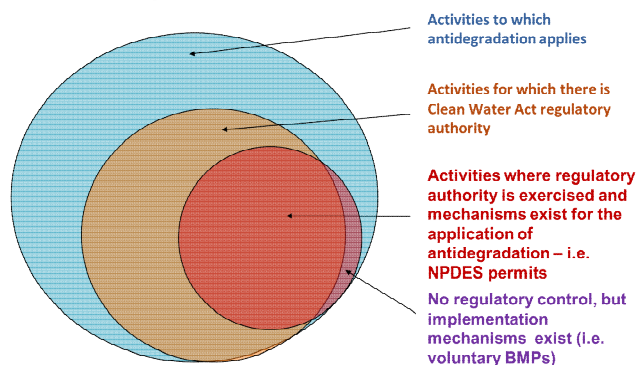 Activities to which
antidegradation applies
Activities for which there is
Clean Water Act regulatory
authority
Activities where regulatory
authority is exercised and
mechanisms exist for the
application of
antidegradation – i.e.
NPDES permits
No regulatory control, but
implementation
mechanisms exist (i.e.
voluntary BMPs)